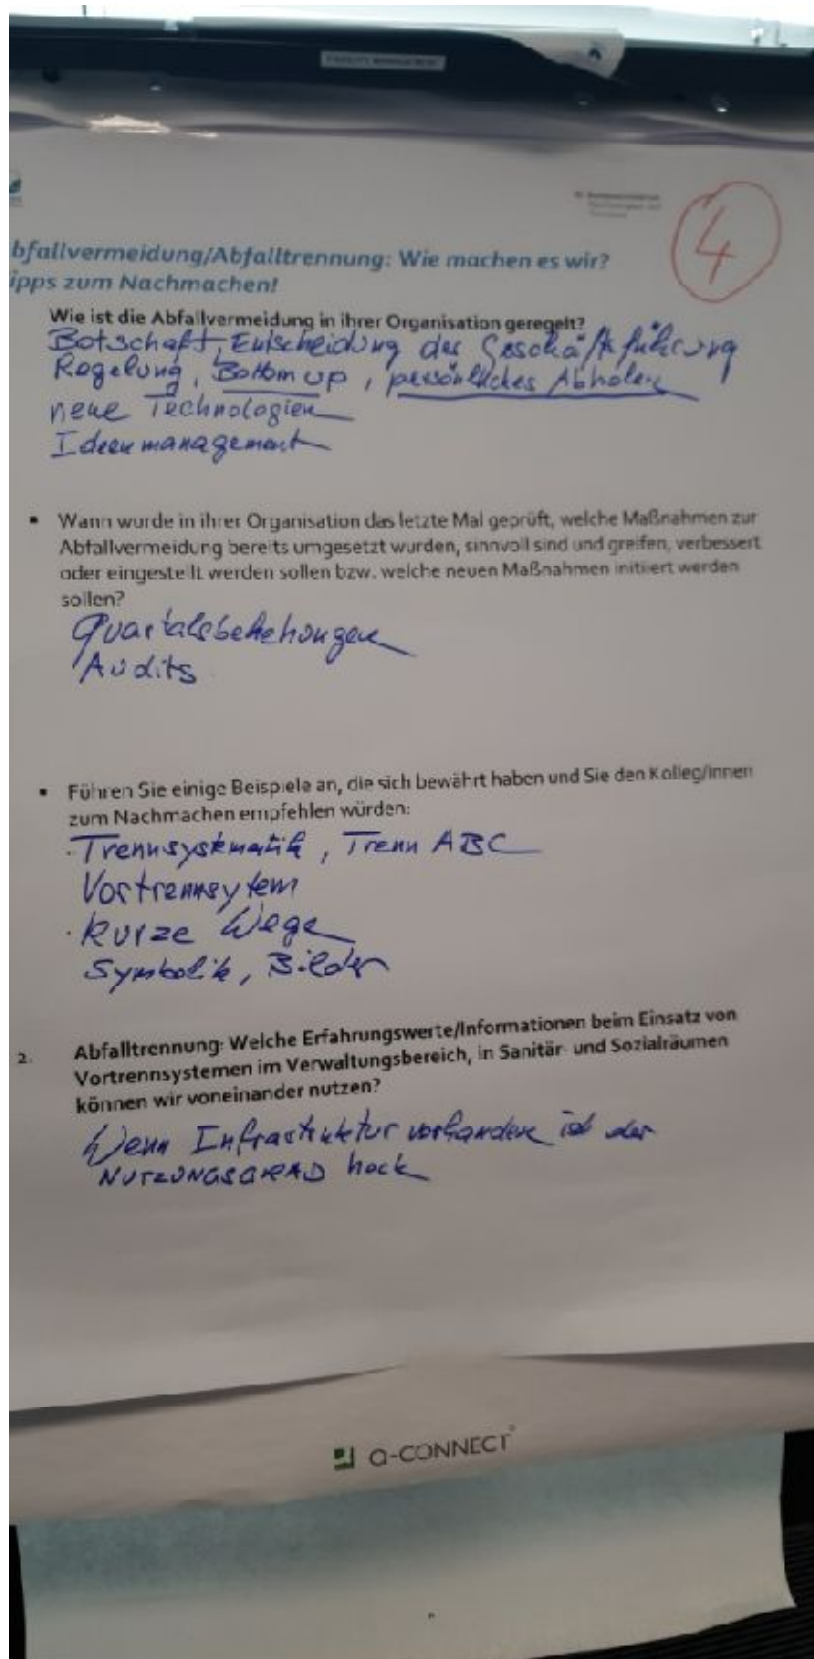 4
bfallvermeidung/Abfalltrennung: Wie machen es wir?
ipps zum Nachmachen!
Wie ist die Abfallvermeidung in ihrer Organisation geregelt?
Botschaft, Entscheidung der Geschäftsführung
Regelung, Bottom up, persönliches Abholen
neue Technologien
Ideenmanagement
▪ Wann wurde in ihrer Organisation das letzte Mal geprüft, welche Maßnahmen zur
Abfallvermeidung bereits umgesetzt wurden, sinnvoll sind und greifen, verbessert
oder eingestellt werden sollen bzw. welche neuen Maßnahmen initiiert werden
sollen?
Quartalsbegehungen
Audits
▪ Führen Sie einige Beispiele an, die sich bewährt haben und Sie den Kolleg/innen
zum Nachmachen empfehlen würden:
· Trennsystematik, Trenn ABC
Vortrennsytem
· kurze Wege
Symbolik, Bilder
2. Abfalltrennung: Welche Erfahrungswerte/Informationen beim Einsatz von
Vortrennsystemen im Verwaltungsbereich, in Sanitär- und Sozialräumen
können wir voneinander nutzen?
Wenn Infrastruktur vorhanden ist der
NUTZUNGSGRAD hoch
Q-CONNECT